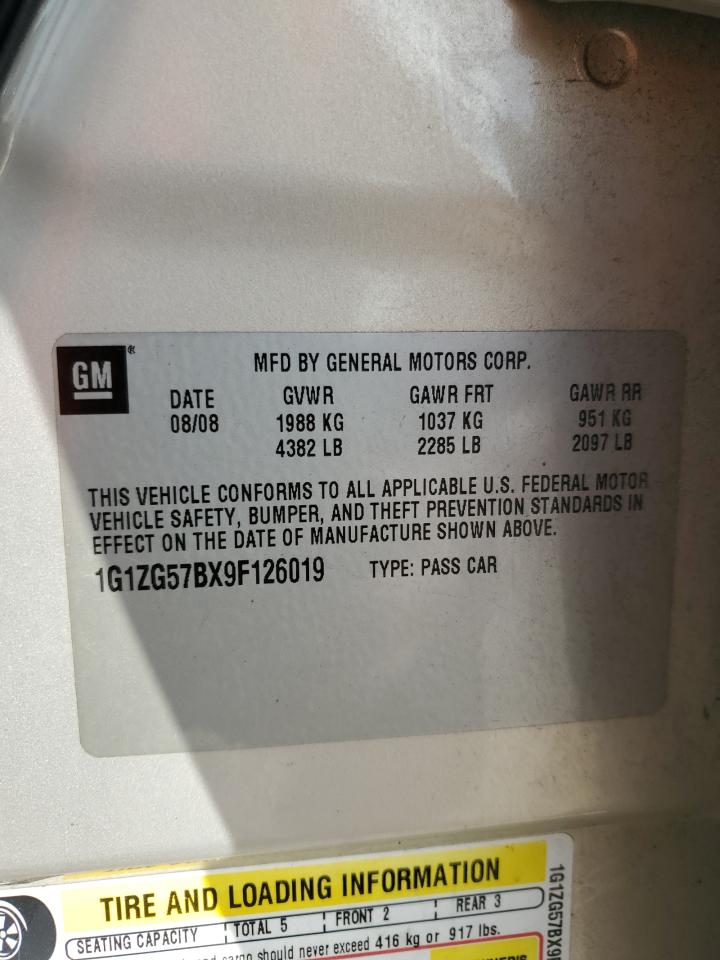 GM ®
MFD BY GENERAL MOTORS CORP.
DATE GVWR GAWR FRT GAWR RR
08/08 1988 KG 1037 KG 951 KG
4382 LB 2285 LB 2097 LB
THIS VEHICLE CONFORMS TO ALL APPLICABLE U.S. FEDERAL MOTOR
VEHICLE SAFETY, BUMPER, AND THEFT PREVENTION STANDARDS IN
EFFECT ON THE DATE OF MANUFACTURE SHOWN ABOVE.
1G1ZG57BX9F126019 TYPE: PASS CAR
TIRE AND LOADING INFORMATION
SEATING CAPACITY TOTAL 5 FRONT 2 REAR 3
cargo should never exceed 416 kg or 917 lbs.
1G1ZG57BX9